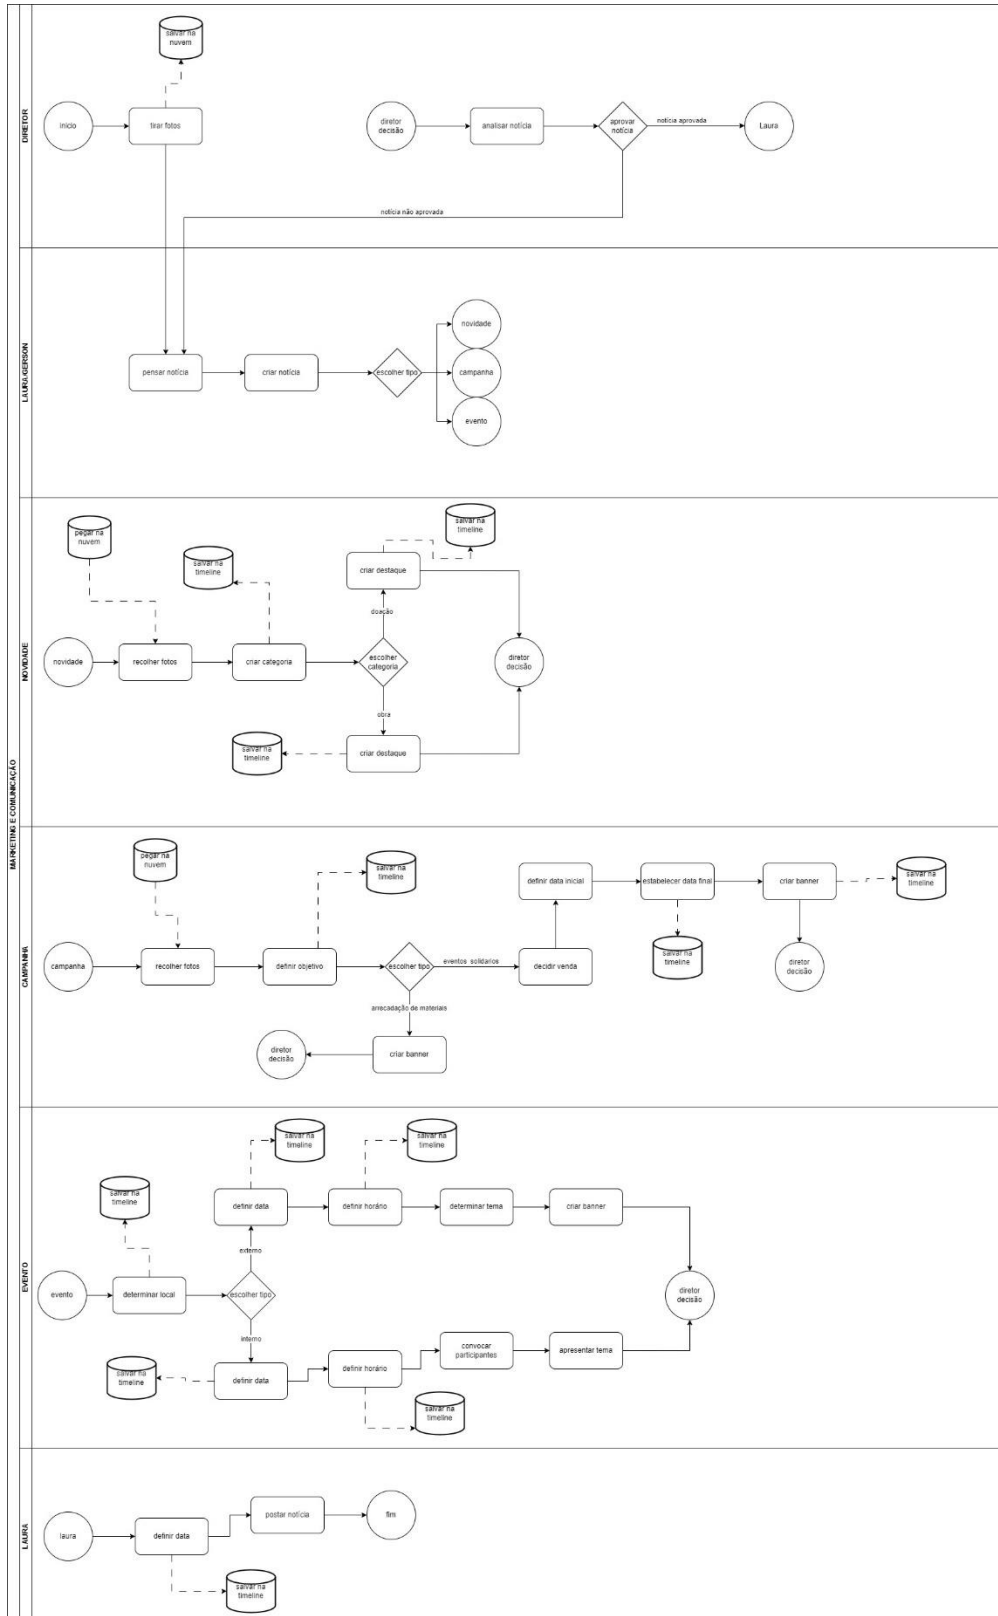 MARKETING E COMUNICAÇÃO
DIRETOR
salvar na
nuvem
início
tirar fotos
diretor
decisão
analisar notícia
aprovar
notícia
notícia aprovada
Laura
notícia não aprovada
LAURA/GERSON
pensar notícia
criar notícia
escolher tipo
novidade
campanha
evento
NOVIDADE
pegar na
nuvem
salvar na
timeline
salvar na
timeline
criar destaque
doação
novidade
recolher fotos
criar categoria
escolher
categoria
diretor
decisão
obra
salvar na
timeline
criar destaque
CAMPANHA
pegar na
nuvem
salvar na
timeline
definir data inicial
estabelecer data final
criar banner
salvar na
timeline
campanha
recolher fotos
definir objetivo
escolher tipo
eventos solidários
decidir venda
salvar na
timeline
diretor
decisão
arrecadação de materiais
diretor
decisão
criar banner
EVENTO
salvar na
timeline
salvar na
timeline
salvar na
timeline
definir data
definir horário
determinar tema
criar banner
externo
evento
determinar local
escolher tipo
diretor
decisão
interno
salvar na
timeline
definir data
definir horário
convocar
participantes
apresentar tema
salvar na
timeline
LAURA
laura
definir data
postar notícia
fim
salvar na
timeline